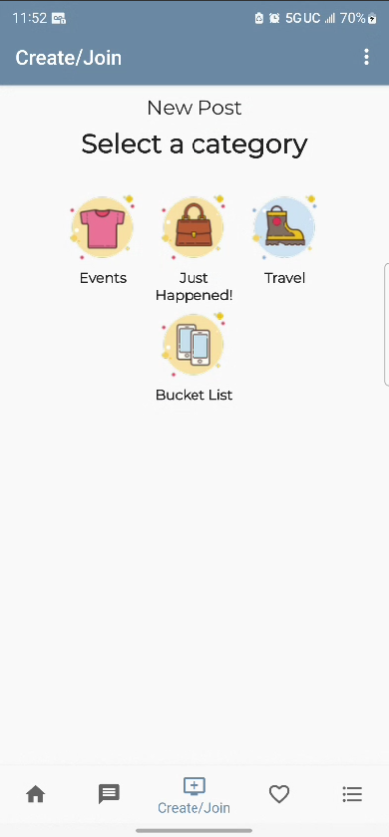 11:52
5G UC 70%
Create/Join
New Post
Select a category
Events
Just
Happened!
Travel
Bucket List
Create/Join